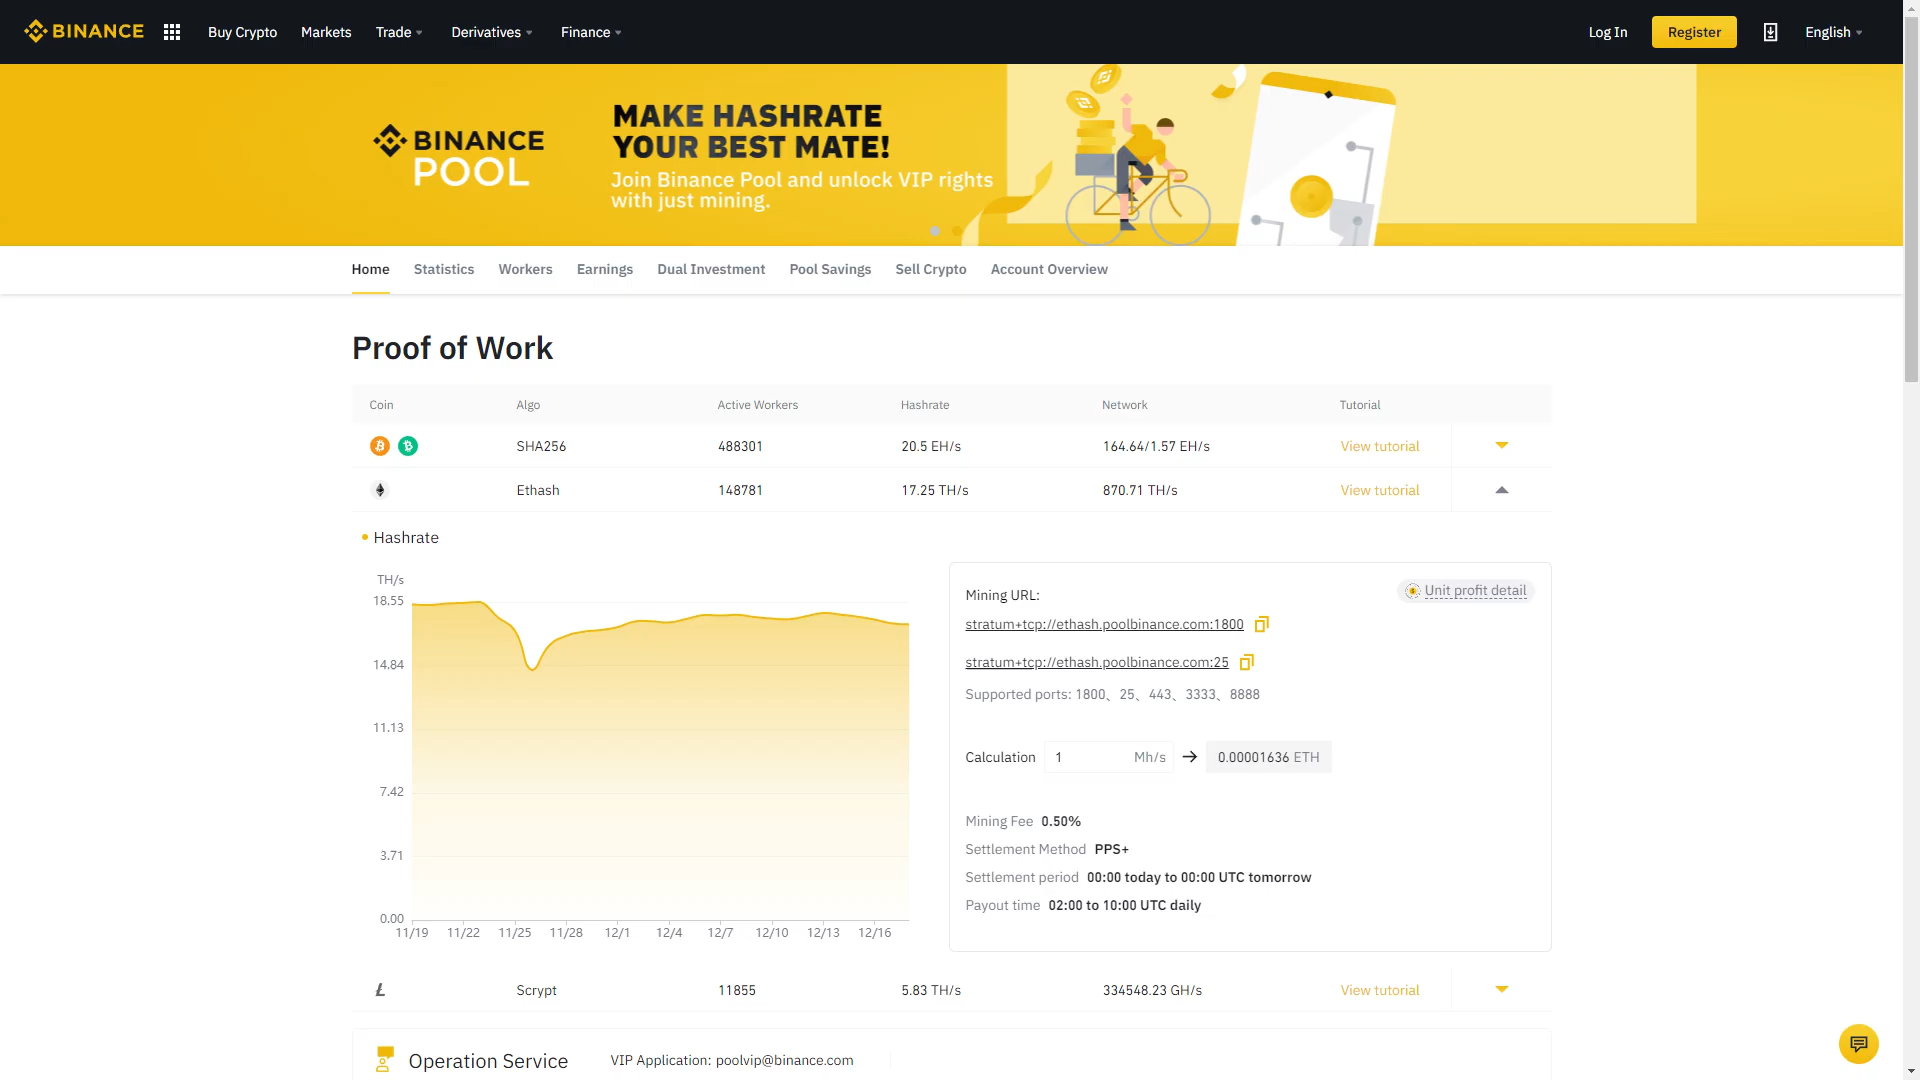 BINANCE
Buy Crypto Markets Trade Derivatives Finance Log In Register English
BINANCE
POOL
MAKE HASHRATE
YOUR BEST MATE!
Join Binance Pool and unlock VIP rights
with just mining.
Home Statistics Workers Earnings Dual Investment Pool Savings Sell Crypto Account Overview
Proof of Work
Coin Algo Active Workers Hashrate Network Tutorial
SHA256 488301 20.5 EH/s 164.64/1.57 EH/s View tutorial
Ethash 148781 17.25 TH/s 870.71 TH/s View tutorial
Hashrate
TH/s
18.55
14.84
11.13
7.42
3.71
0.00
11/19 11/22 11/25 11/28 12/1 12/4 12/7 12/10 12/13 12/16
Unit profit detail
Mining URL:
stratum+tcp://ethash.poolbinance.com:1800
stratum+tcp://ethash.poolbinance.com:25
Supported ports: 1800、25、443、3333、8888
Calculation 1 Mh/s → 0.00001636 ETH
Mining Fee 0.50%
Settlement Method PPS+
Settlement period 00:00 today to 00:00 UTC tomorrow
Payout time 02:00 to 10:00 UTC daily
Scrypt 11855 5.83 TH/s 334548.23 GH/s View tutorial
Operation Service VIP Application: poolvip@binance.com